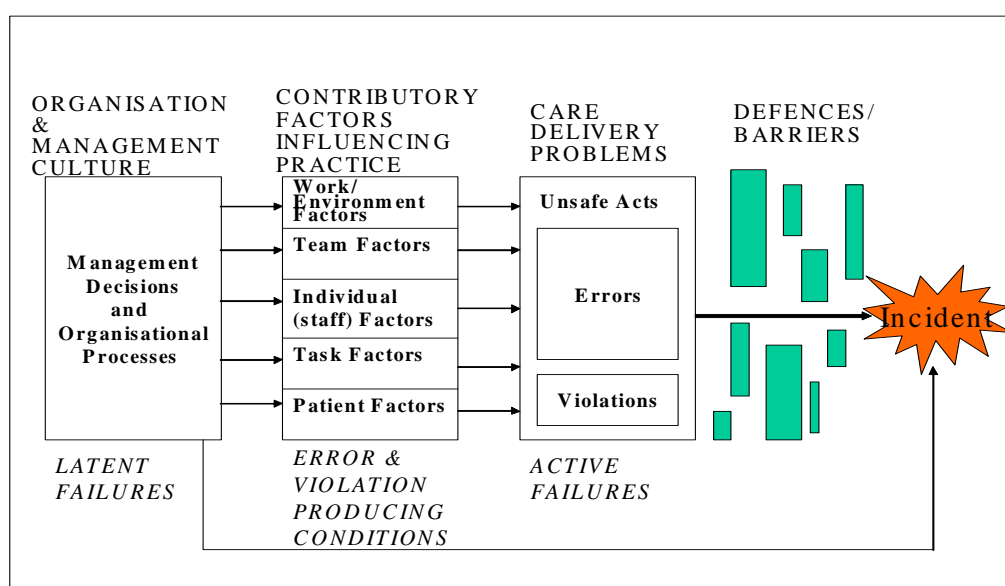 ORGANISATION
&
MANAGEMENT
CULTURE
CONTRIBUTORY
FACTORS
INFLUENCING
PRACTICE
CARE
DELIVERY
PROBLEMS
DEFENCES/
BARRIERS
Management
Decisions
and
Organisational
Processes
Work/
Environment
Factors
Team Factors
Individual
(staff) Factors
Task Factors
Patient Factors
Unsafe Acts
Errors
Violations
Incident
LATENT
FAILURES
ERROR &
VIOLATION
PRODUCING
CONDITIONS
ACTIVE
FAILURES